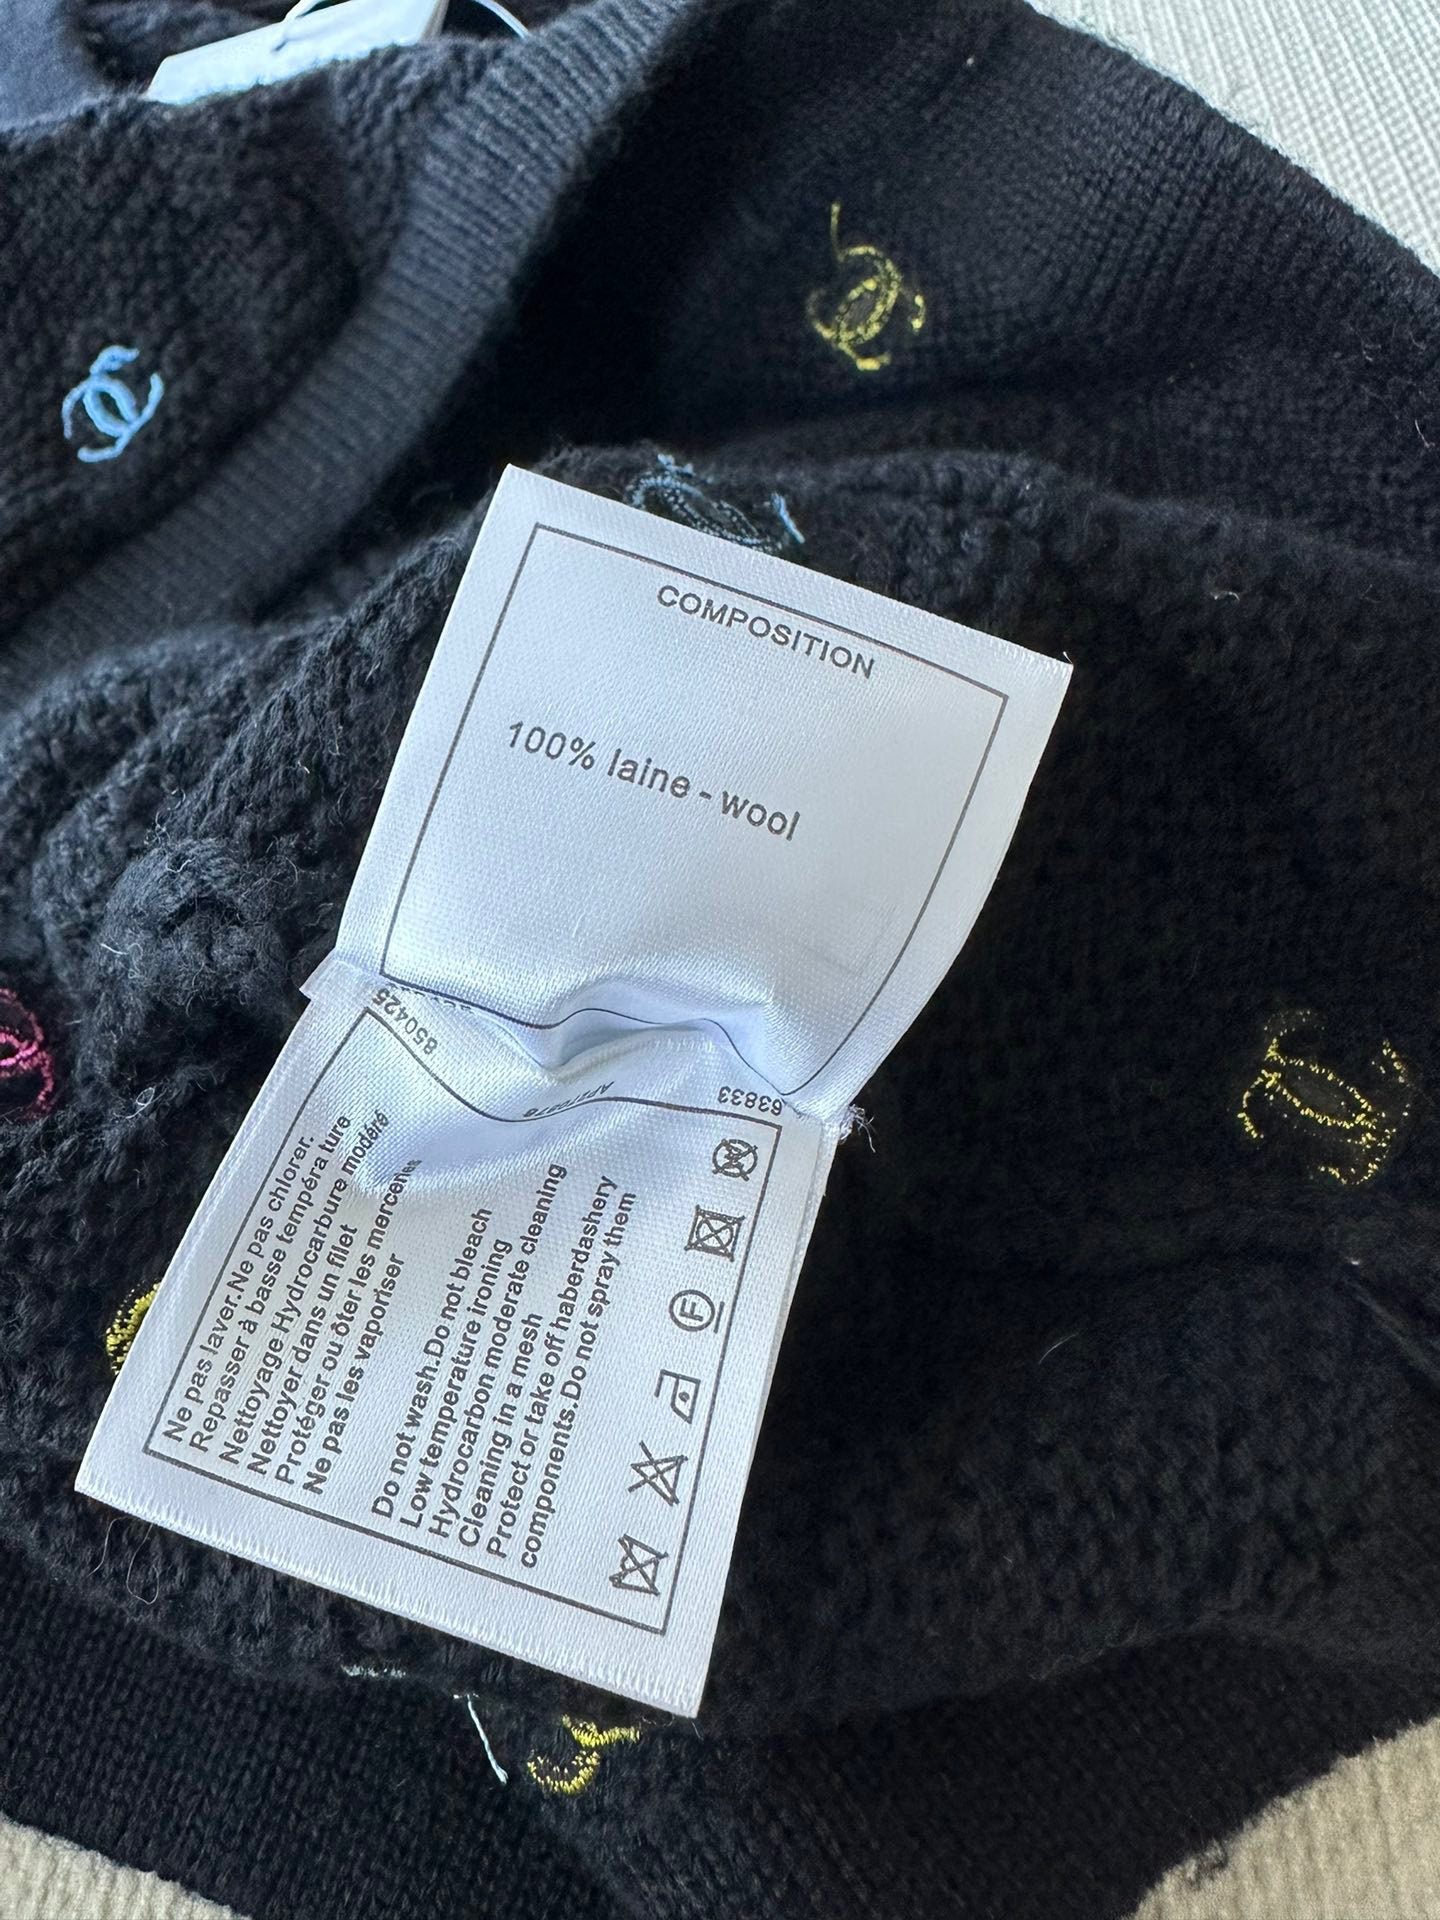 COMPOSITION
100% laine - wool
850425
63833
Ne pas laver.Ne pas chlorer.
Repasser à basse tempéra ture
Nettoyage Hydrocarbure modéré
Nettoyer dans un filet
Protéger ou ôter les merceries
Ne pas les vaporiser
Do not wash.Do not bleach
Low temperature ironing
Hydrocarbon moderate cleaning
Cleaning in a mesh
Protect or take off haberdashery
components.Do not spray them
F